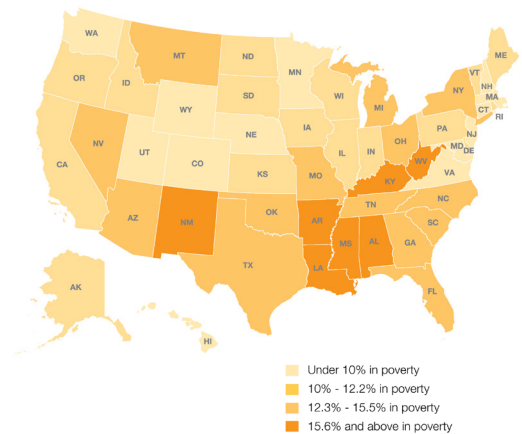 WA
MT
ND
MN
ME
OR
ID
SD
WI
MI
VT
NH
NY
MA
CT
RI
WY
IA
PA
NJ
NE
NV
UT
CO
IL
IN
OH
MD
DE
WV
VA
CA
KS
MO
KY
NC
AZ
NM
OK
AR
TN
SC
TX
LA
MS
AL
GA
FL
AK
HI
Under 10% in poverty
10% - 12.2% in poverty
12.3% - 15.5% in poverty
15.6% and above in poverty